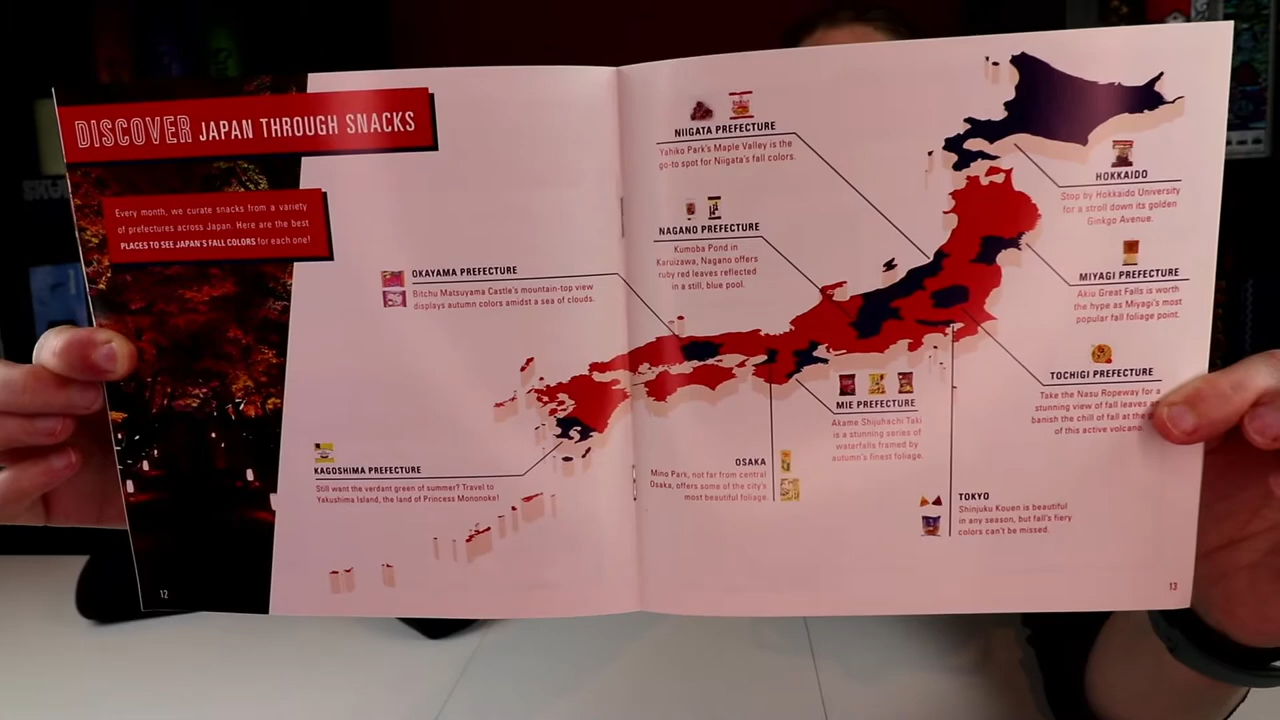 DISCOVER JAPAN THROUGH SNACKS
Every month, we curate snacks from a variety
of prefectures across Japan. Here are the best
PLACES TO SEE JAPAN'S FALL COLORS for each one!
OKAYAMA PREFECTURE
Bitchu Matsuyama Castle's mountain-top view
displays autumn colors amidst a sea of clouds.
KAGOSHIMA PREFECTURE
Still want the verdant green of summer? Travel to
Yakushima Island, the land of Princess Mononoke!
12
NIIGATA PREFECTURE
Yahiko Park's Maple Valley is the
go-to spot for Niigata's fall colors.
NAGANO PREFECTURE
Kumoba Pond in
Karuizawa, Nagano offers
ruby red leaves reflected
in a still, blue pool.
HOKKAIDO
Stop by Hokkaido University
for a stroll down its golden
Ginkgo Avenue.
MIYAGI PREFECTURE
Akiu Great Falls is worth
the hype as Miyagi's most
popular fall foliage point.
TOCHIGI PREFECTURE
Take the Nasu Ropeway for a
stunning view of fall leaves
banish the chill of fall at the
of this active volcano.
MIE PREFECTURE
Akame Shijuhachi Taki
is a stunning series of
waterfalls framed by
autumn's finest foliage.
OSAKA
Mino Park, not far from central
Osaka, offers some of the city's
most beautiful foliage.
TOKYO
Shinjuku Kouen is beautiful
in any season, but fall's fiery
colors can't be missed.
13